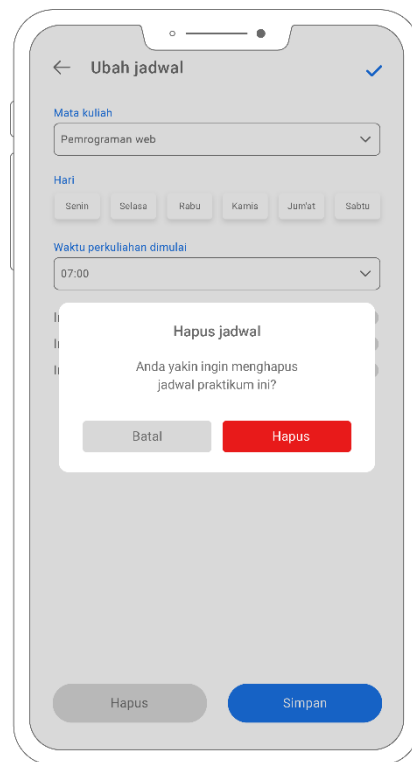 Ubah jadwal
Mata kuliah
Pemrograman web
Hari
Senin Selasa Rabu Kamis Jum'at Sabtu
Waktu perkuliahan dimulai
07:00
Hapus jadwal
Anda yakin ingin menghapus
jadwal praktikum ini?
Batal Hapus
Hapus Simpan